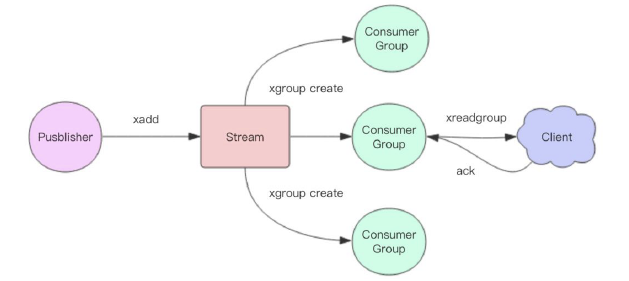 Consumer
Group
xgroup create
xadd
Pusblisher
Stream
Consumer
Group
xreadgroup
Client
ack
xgroup create
Consumer
Group